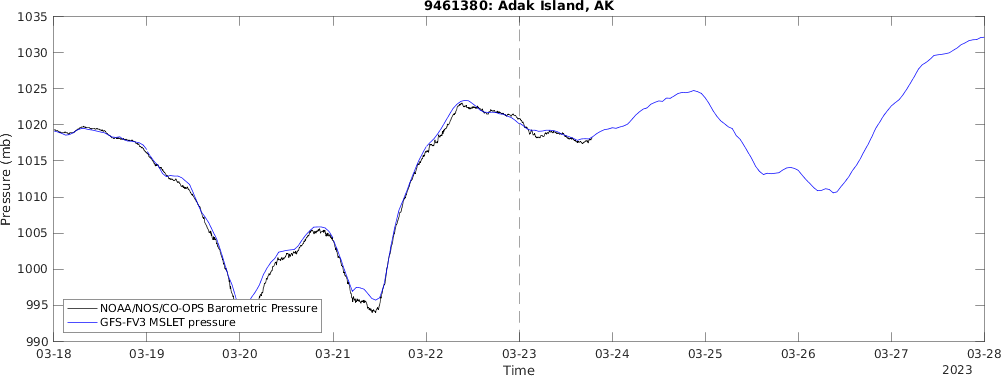 9461380: Adak Island, AK
Pressure (mb)
1035
1030
1025
1020
1015
1010
1005
1000
995
990
NOAA/NOS/CO-OPS Barometric Pressure
GFS-FV3 MSLET pressure
03-18 03-19 03-20 03-21 03-22 03-23 03-24 03-25 03-26 03-27 03-28
Time
2023